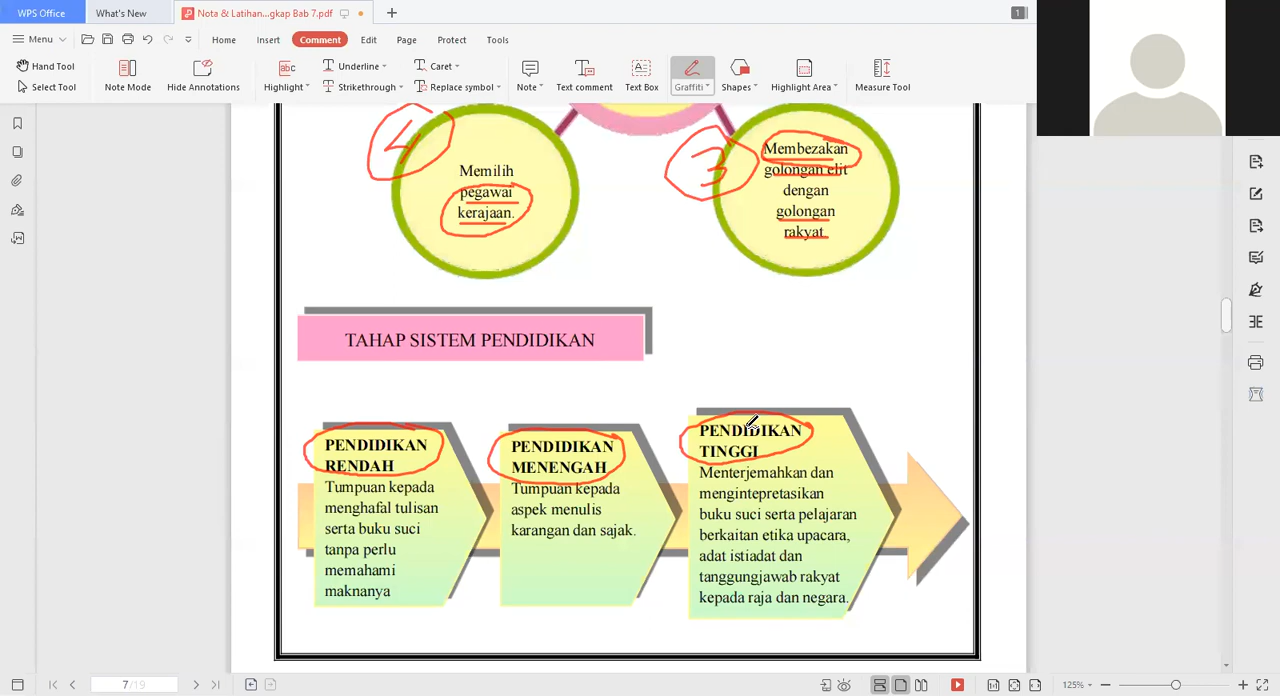 WPS Office
What's New
Nota & Latihan...gkap Bab 7.pdf
1
Menu
Home
Insert
Comment
Edit
Page
Protect
Tools
Hand Tool
Select Tool
Note Mode
Hide Annotations
Highlight
Underline
Strikethrough
Caret
Replace symbol
Note
Text comment
Text Box
Graffiti
Shapes
Highlight Area
Measure Tool
4
Memilih
pegawai
kerajaan.
3
Membezakan
golongan elit
dengan
golongan
rakyat
TAHAP SISTEM PENDIDIKAN
PENDIDIKAN
RENDAH
Tumpuan kepada
menghafal tulisan
serta buku suci
tanpa perlu
memahami
maknanya
PENDIDIKAN
MENENGAH
Tumpuan kepada
aspek menulis
karangan dan sajak.
PENDIDIKAN
TINGGI
Menterjemahkan dan
mengintepretasikan
buku suci serta pelajaran
berkaitan etika upacara,
adat istiadat dan
tanggungjawab rakyat
kepada raja dan negara.
7/19
125%